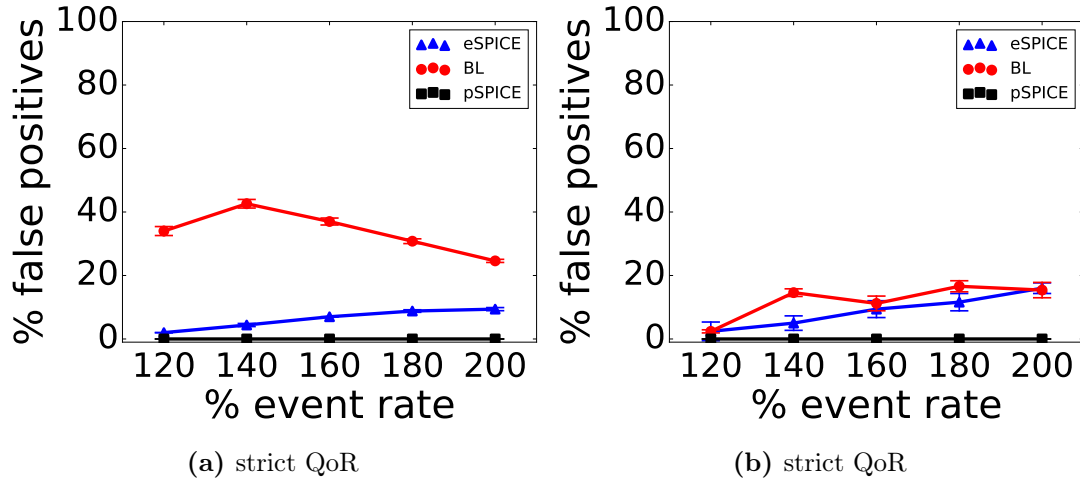 % false positives
100
80
60
40
20
0
eSPICE
BL
pSPICE
120 140 160 180 200
% event rate
(a) strict QoR
% false positives
100
80
60
40
20
0
eSPICE
BL
pSPICE
120 140 160 180 200
% event rate
(b) strict QoR